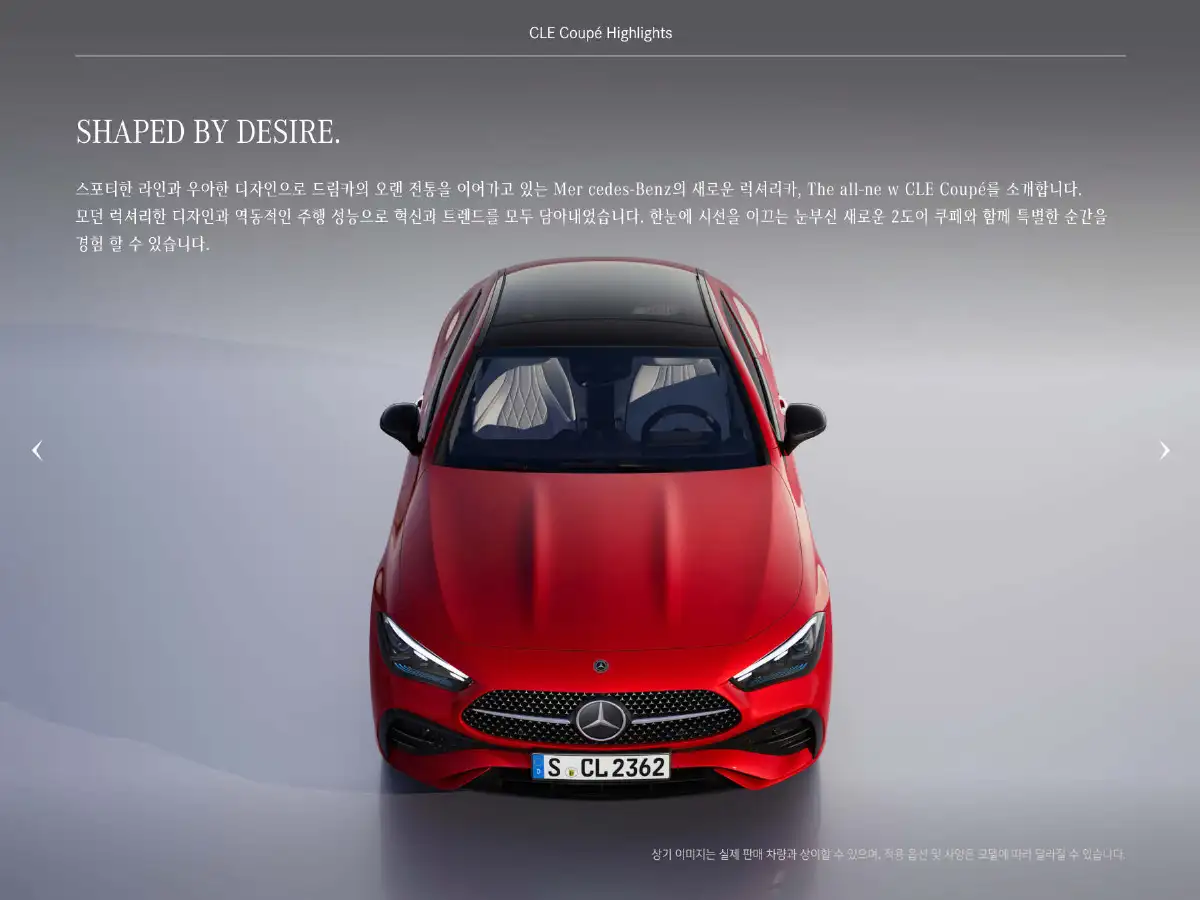 CLE Coupé Highlights
SHAPED BY DESIRE.
스포티한 라인과 우아한 디자인으로 드림카의 오랜 전통을 이어가고 있는 Mer cedes-Benz의 새로운 럭셔리카, The all-ne w CLE Coupé를 소개합니다.
모던 럭셔리한 디자인과 역동적인 주행 성능으로 혁신과 트렌드를 모두 담아내었습니다. 한눈에 시선을 이끄는 눈부신 새로운 2도어 쿠페와 함께 특별한 순간을
경험 할 수 있습니다.
S CL 2362
상기 이미지는 실제 판매 차량과 상이할 수 있으며, 적용 옵션 및 사양은 모델에 따라 달라질 수 있습니다.